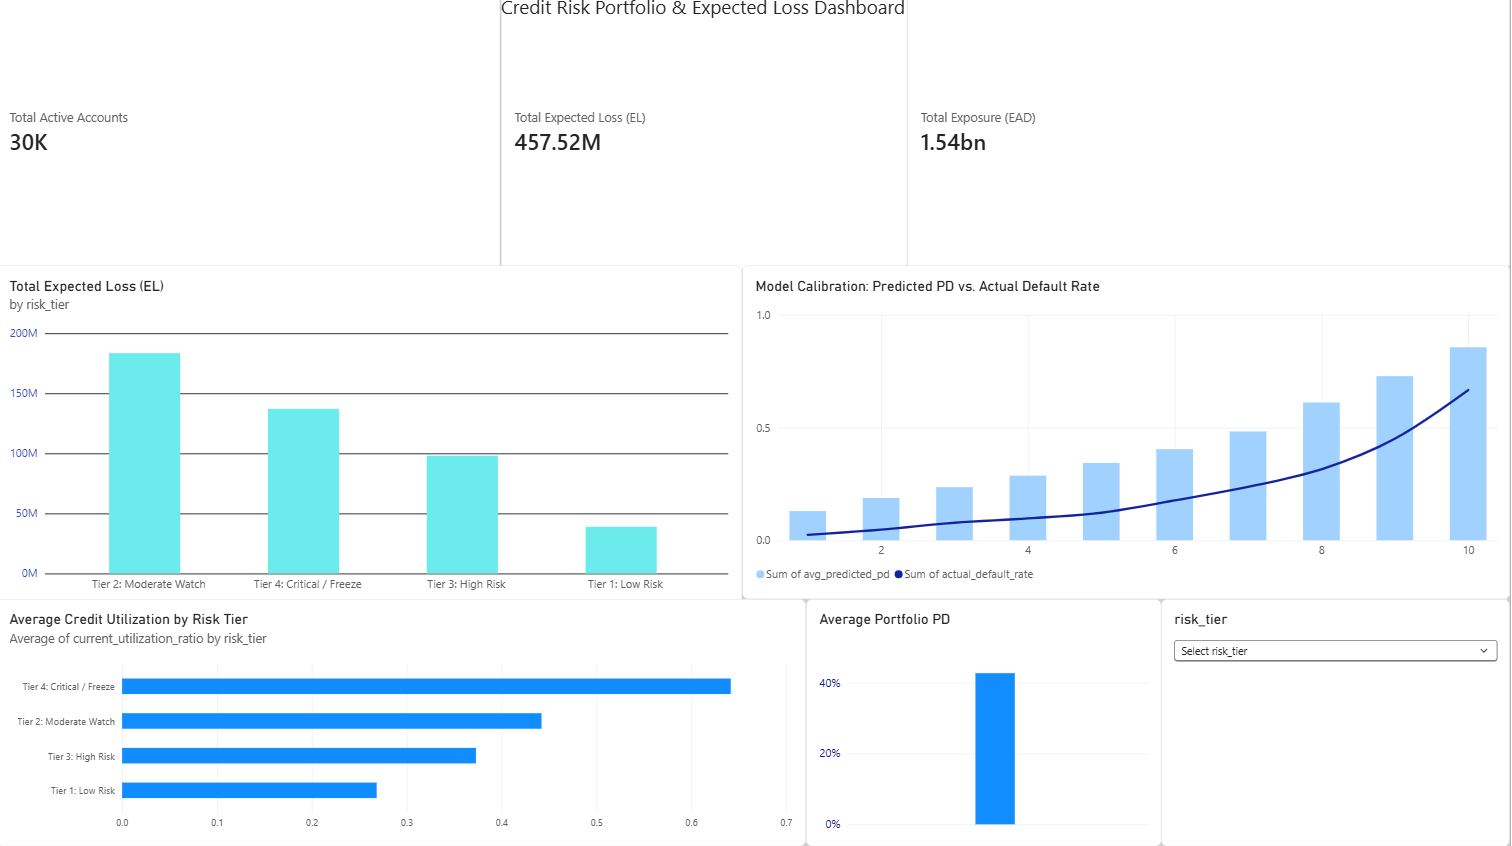 Credit Risk Portfolio & Expected Loss Dashboard
Total Active Accounts
30K
Total Expected Loss (EL)
457.52M
Total Exposure (EAD)
1.54bn
Total Expected Loss (EL)
by risk_tier
200M
150M
100M
50M
0M
Tier 2: Moderate Watch
Tier 4: Critical / Freeze
Tier 3: High Risk
Tier 1: Low Risk
Model Calibration: Predicted PD vs. Actual Default Rate
1.0
0.5
0.0
2
4
6
8
10
Sum of avg_predicted_pd
Sum of actual_default_rate
Average Credit Utilization by Risk Tier
Average of current_utilization_ratio by risk_tier
Tier 4: Critical / Freeze
Tier 2: Moderate Watch
Tier 3: High Risk
Tier 1: Low Risk
0.0
0.1
0.2
0.3
0.4
0.5
0.6
0.7
Average Portfolio PD
40%
20%
0%
risk_tier
Select risk_tier